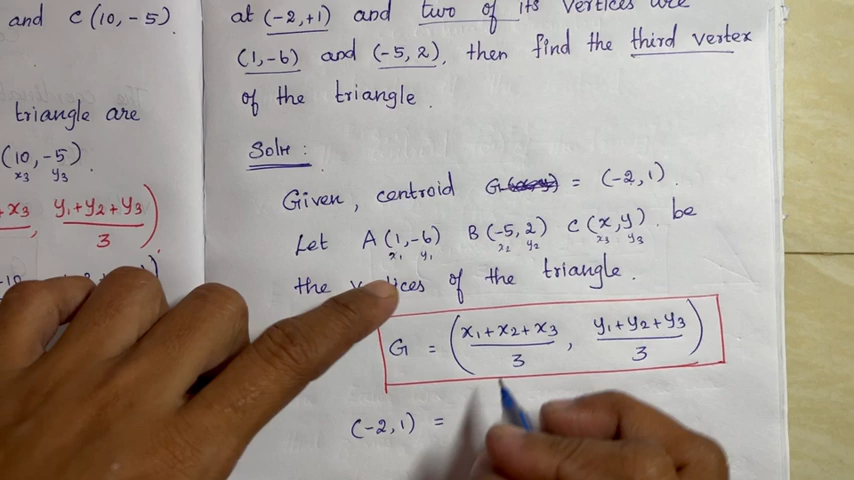 and C(10, -5).
triangle are
(10, -5).
x3 y3
+x3, y1+y2+y3
3
at (-2, +1) and two of its vertices are
(1, -6) and (-5, 2), then find the third vertex
of the triangle.
Soln:
Given, centroid G = (-2, 1).
Let A(1, -6) B(-5, 2) C(x, y) be
x1 y1 x2 y2 x3 y3
the vertices of the triangle.
G = (x1+x2+x3/3, y1+y2+y3/3)
(-2, 1) =